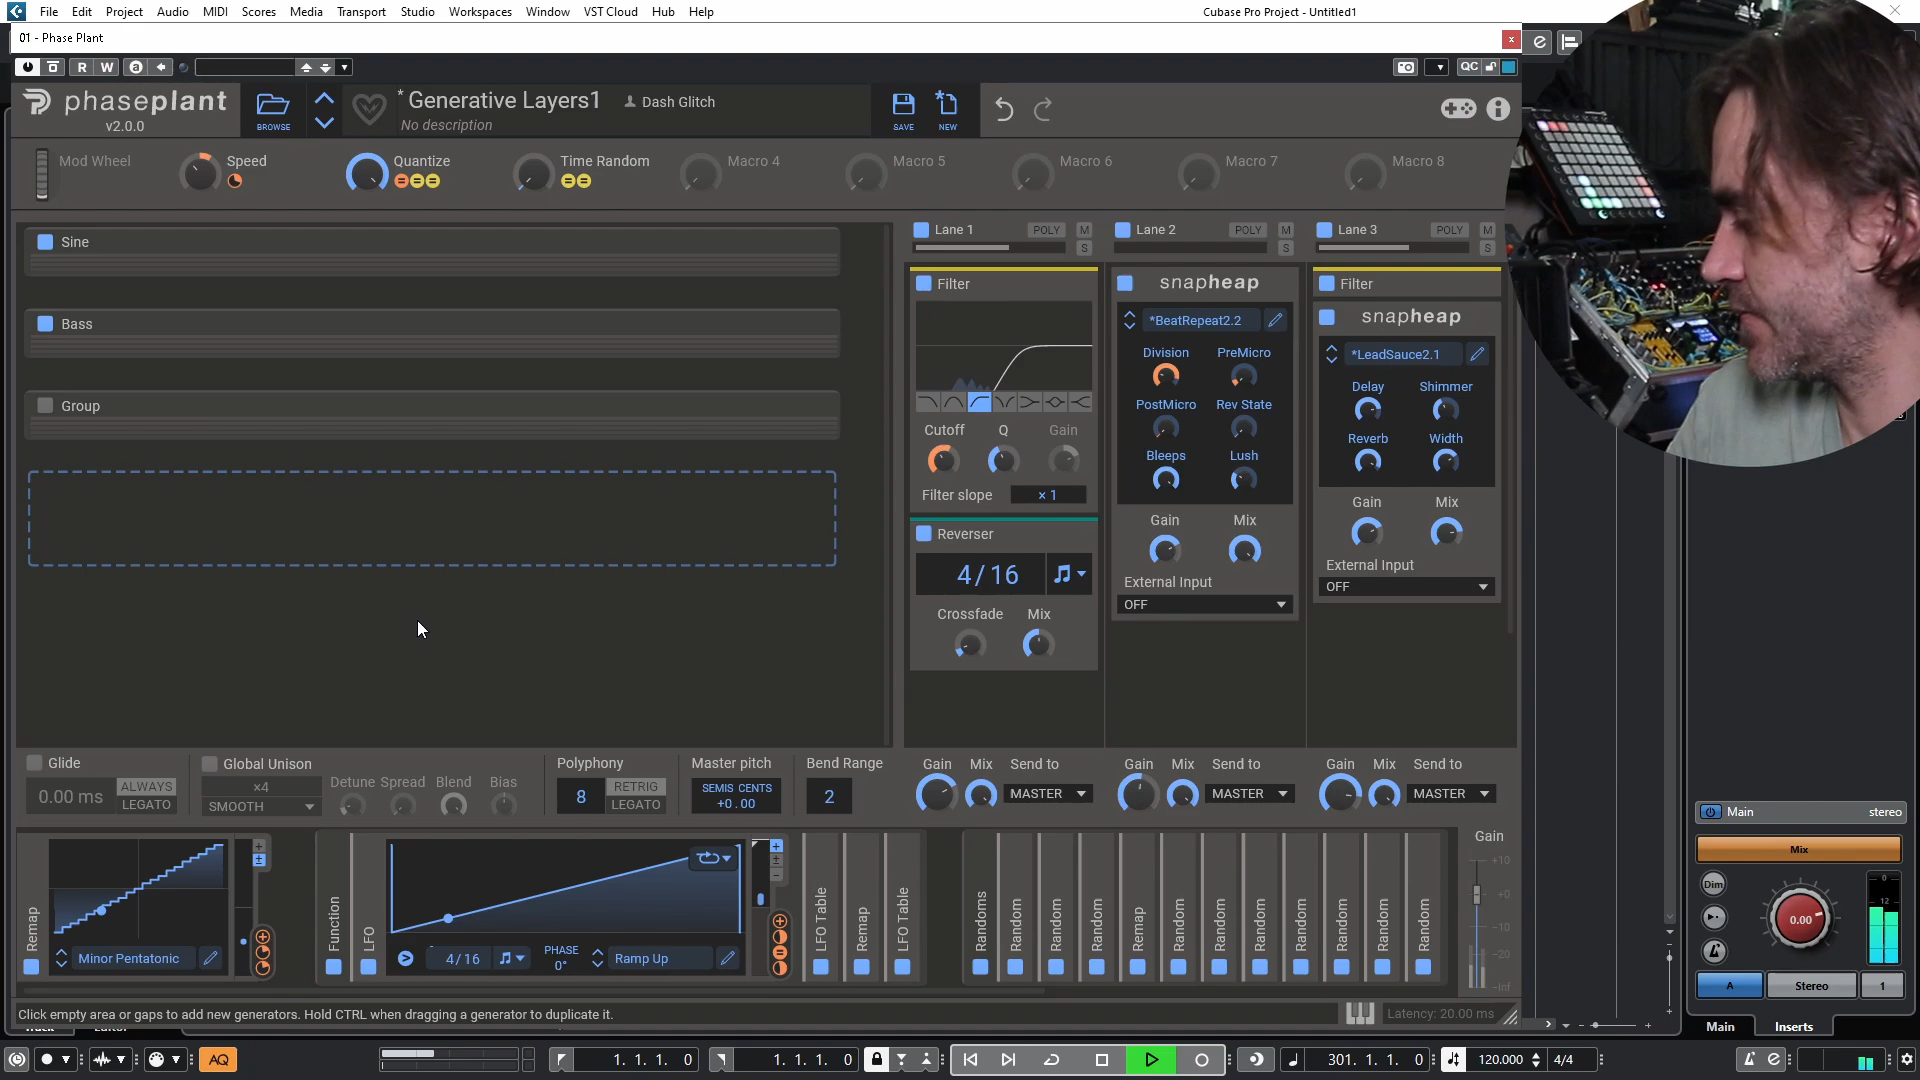 File Edit Project Audio MIDI Scores Media Transport Studio Workspaces Window VST Cloud Hub Help
Cubase Pro Project - Untitled1
01 - Phase Plant
R W a
QC
phaseplant
v2.0.0
BROWSE
* Generative Layers1
Dash Glitch
No description
SAVE
NEW
Mod Wheel
Speed
Quantize
Time Random
Macro 4
Macro 5
Macro 6
Macro 7
Macro 8
Sine
Bass
Group
Lane 1 POLY M
S
Lane 2 POLY M
S
Lane 3 POLY M
S
Filter
Cutoff Q Gain
Filter slope × 1
Reverser
4/16
Crossfade Mix
snapheap
*BeatRepeat2.2
Division PreMicro
PostMicro Rev State
Bleeps Lush
Gain Mix
External Input
OFF
Filter
snapheap
*LeadSauce2.1
Delay Shimmer
Reverb Width
Gain Mix
External Input
OFF
Glide
0.00 ms
ALWAYS
LEGATO
Global Unison
×4
SMOOTH
Detune Spread Blend Bias
Polyphony
8
RETRIG
LEGATO
Master pitch
SEMIS CENTS
+0.00
Bend Range
2
Gain Mix Send to
MASTER
Gain Mix Send to
MASTER
Gain Mix Send to
MASTER
Remap
Minor Pentatonic
Function
LFO
4/16
PHASE
0°
Ramp Up
LFO Table
Remap
LFO Table
Randoms
Random
Random
Random
Remap
Random
Random
Random
Random
Random
Random
Random
Gain
+10
+0
-10
-20
-Inf
Click empty area or gaps to add new generators. Hold CTRL when dragging a generator to duplicate it.
Latency: 20.00 ms
Main stereo
Mix
Dim
0.00
0
12
A Stereo 1
Main Inserts
AQ
1. 1. 1. 0
1. 1. 1. 0
301. 1. 1. 0
120.000
4/4